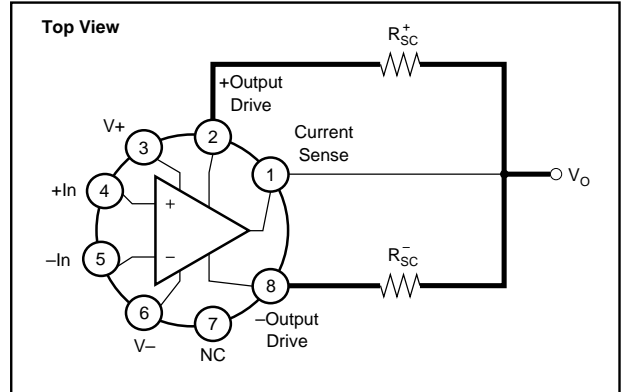 Top View
R+SC
+Output
Drive
V+
3
2
Current
Sense
1
+In
4
+
VO
–In
5
–
R–SC
8
6
7
–Output
Drive
V–
NC